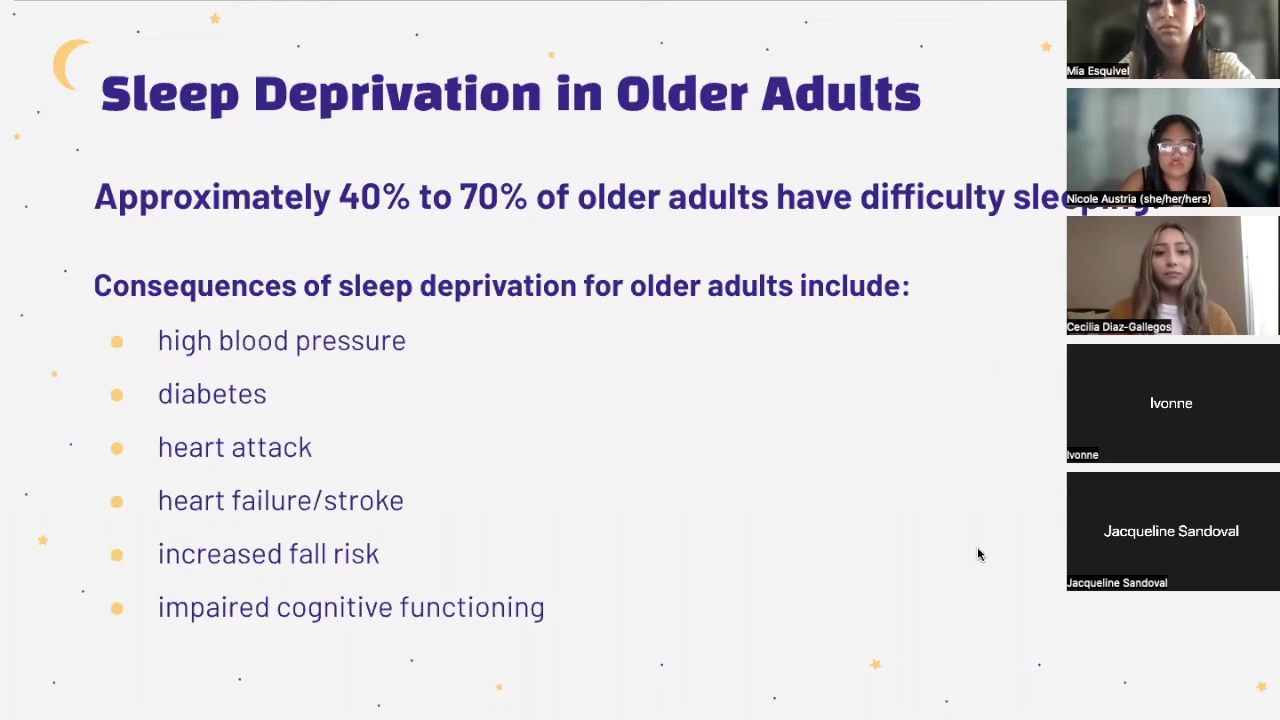 Sleep Deprivation in Older Adults
Approximately 40% to 70% of older adults have difficulty sleeping.
Consequences of sleep deprivation for older adults include:
high blood pressure
diabetes
heart attack
heart failure/stroke
increased fall risk
impaired cognitive functioning
Mia Esquivel
Nicole Austria (she/her/hers)
Cecilia Diaz-Gallegos
Ivonne
Ivonne
Jacqueline Sandoval
Jacqueline Sandoval